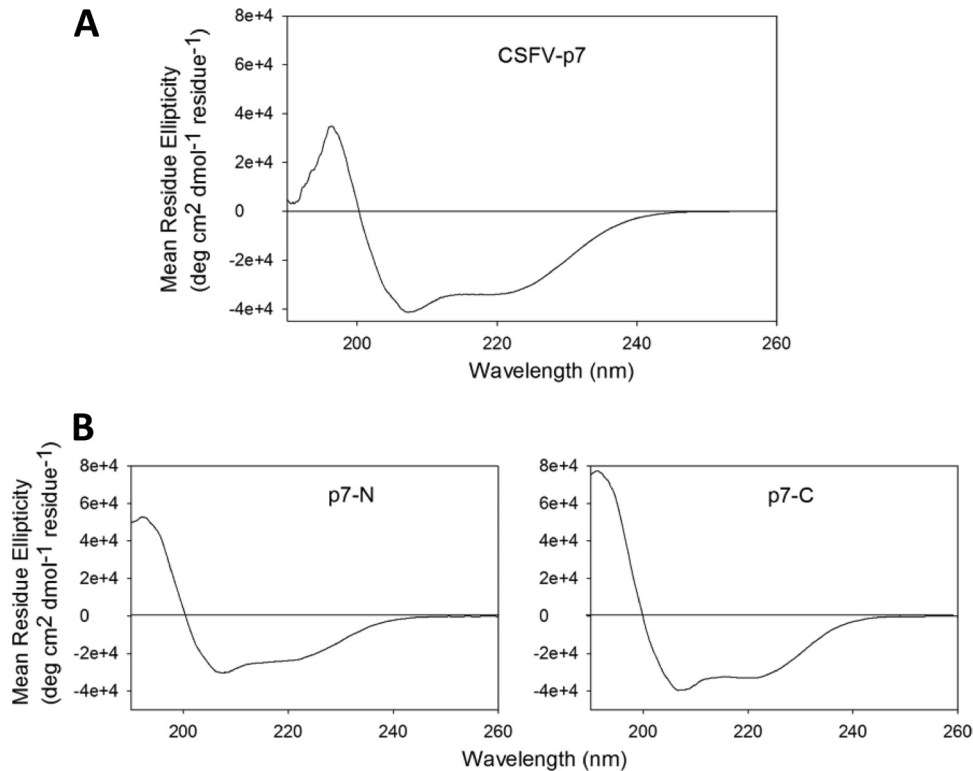 A
CSFV-p7
Mean Residue Ellipticity
(deg cm2 dmol-1 residue-1)
8e+4
6e+4
4e+4
2e+4
0
-2e+4
-4e+4
200
220
240
260
Wavelength (nm)
B
p7-N
Mean Residue Ellipticity
(deg cm2 dmol-1 residue-1)
8e+4
6e+4
4e+4
2e+4
0
-2e+4
-4e+4
200
220
240
260
p7-C
8e+4
6e+4
4e+4
2e+4
0
-2e+4
-4e+4
200
220
240
260
Wavelength (nm)